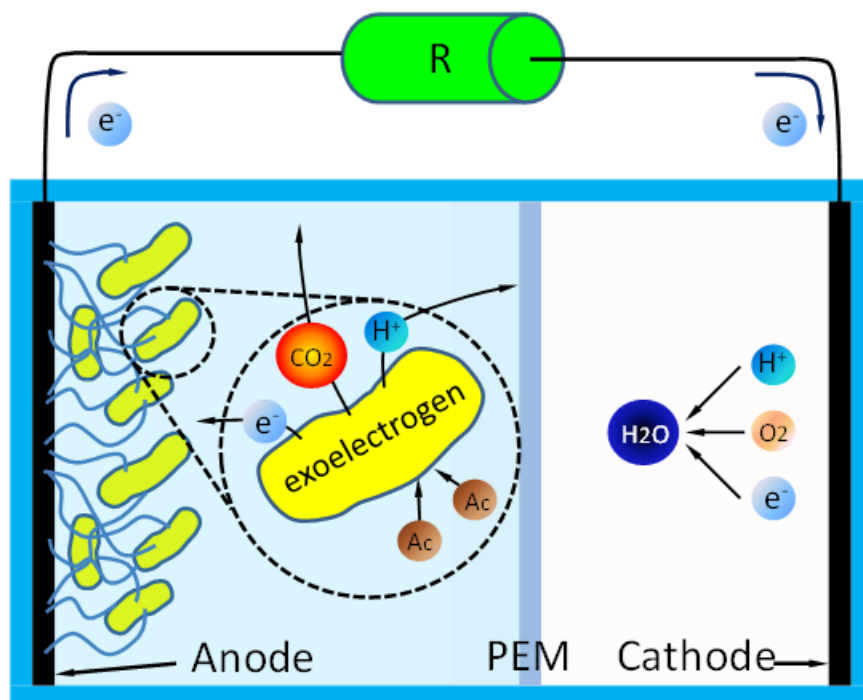 R
e⁻
e⁻
H⁺
CO₂
e⁻
exoelectrogen
Ac
Ac
H⁺
H2O
O₂
e⁻
Anode
PEM
Cathode